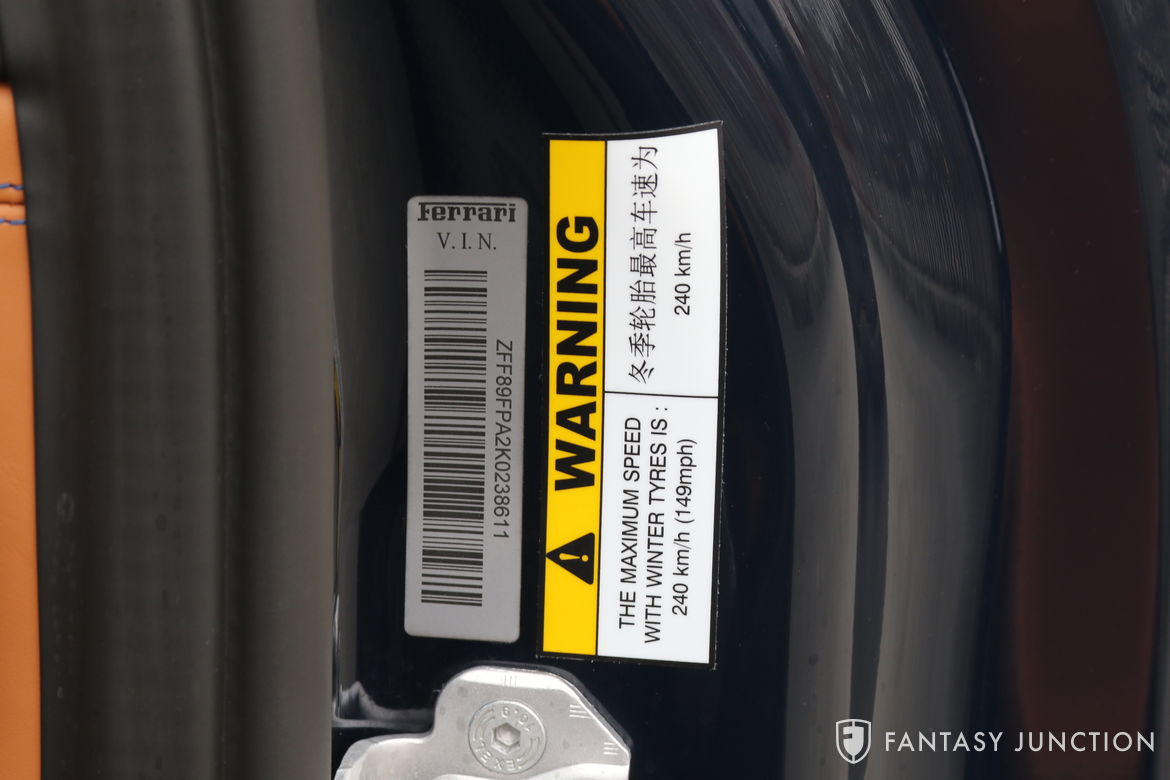 Ferrari
V. I. N.
ZFF89FPA2K0238611
WARNING
THE MAXIMUM SPEED
WITH WINTER TYRES IS :
240 km/h (149mph)
冬季轮胎最高车速为
240 km/h
FANTASY JUNCTION